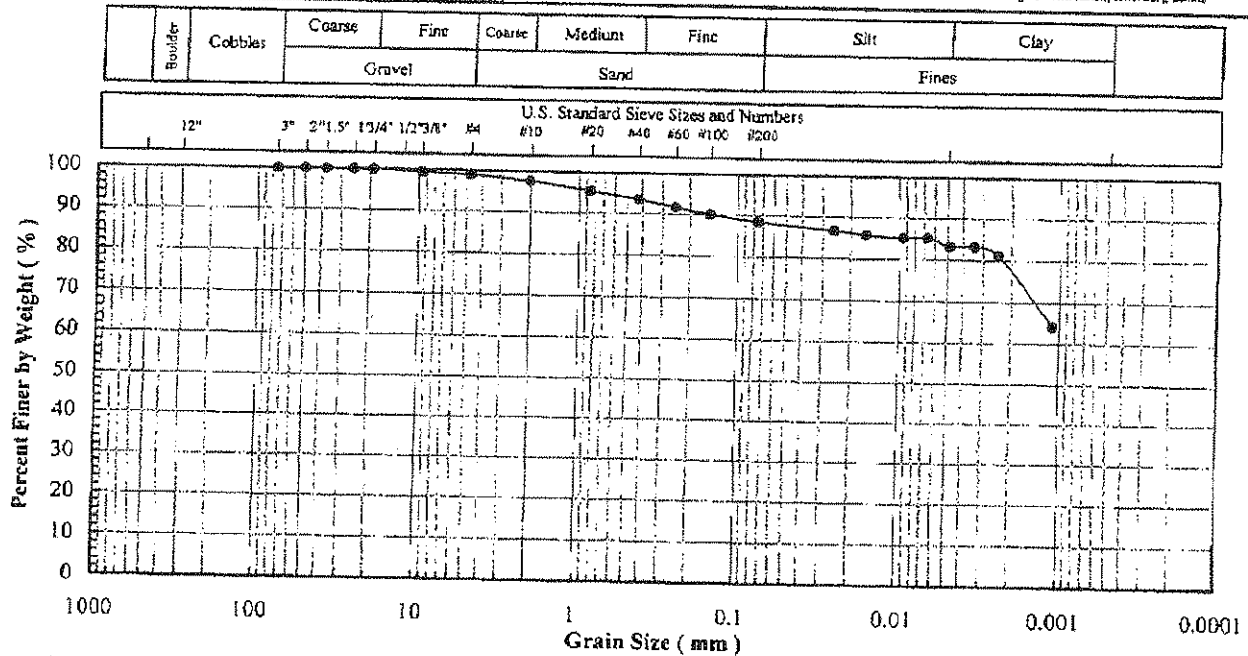 Boulder Cobbles Coarse Fine Coarse Medium Fine Silt Clay
Gravel Sand Fines
U.S. Standard Sieve Sizes and Numbers
12" 3" 2" 1.5" 1" 3/4" 1/2" 3/8" #4 #10 #20 #40 #60 #100 #200
Percent Finer by Weight ( % )
100
90
80
70
60
50
40
30
20
10
0
1000 100 10 1 0.1 0.01 0.001 0.0001
Grain Size ( mm )